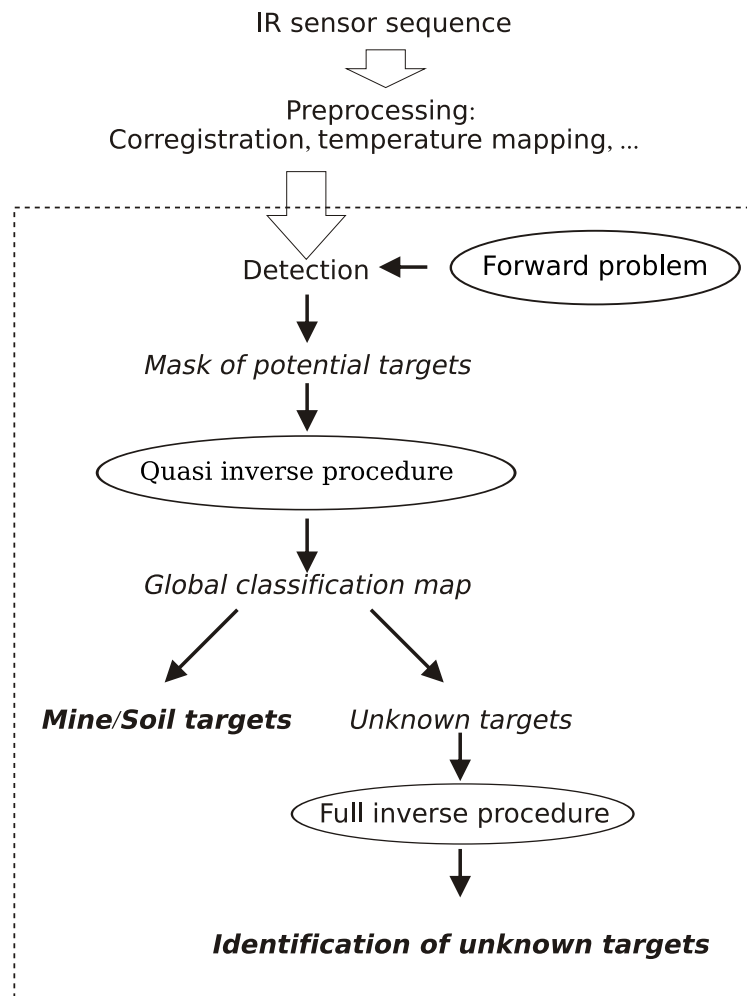 IR sensor sequence
Preprocessing:
Corregistration, temperature mapping, ...
Detection
Forward problem
Mask of potential targets
Quasi inverse procedure
Global classification map
Mine/Soil targets
Unknown targets
Full inverse procedure
Identification of unknown targets